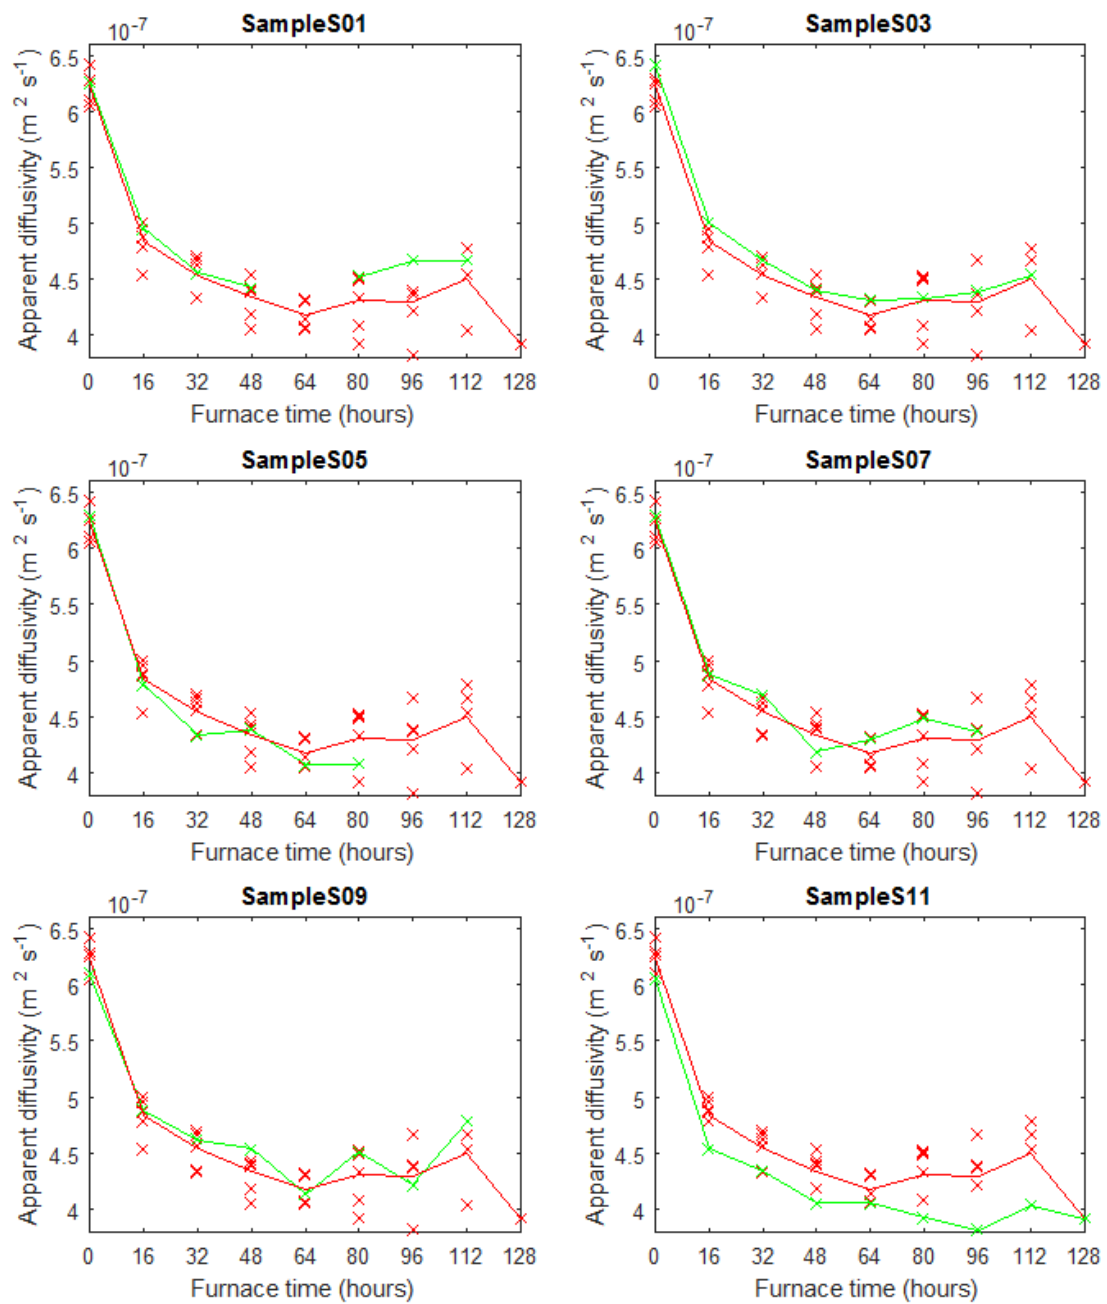 SampleS01
10-7
Apparent diffusivity (m 2 s-1)
6.5
6
5.5
5
4.5
4
0 16 32 48 64 80 96 112 128
Furnace time (hours)
SampleS03
10-7
Apparent diffusivity (m 2 s-1)
6.5
6
5.5
5
4.5
4
0 16 32 48 64 80 96 112 128
Furnace time (hours)
SampleS05
10-7
Apparent diffusivity (m 2 s-1)
6.5
6
5.5
5
4.5
4
0 16 32 48 64 80 96 112 128
Furnace time (hours)
SampleS07
10-7
Apparent diffusivity (m 2 s-1)
6.5
6
5.5
5
4.5
4
0 16 32 48 64 80 96 112 128
Furnace time (hours)
SampleS09
10-7
Apparent diffusivity (m 2 s-1)
6.5
6
5.5
5
4.5
4
0 16 32 48 64 80 96 112 128
Furnace time (hours)
SampleS11
10-7
Apparent diffusivity (m 2 s-1)
6.5
6
5.5
5
4.5
4
0 16 32 48 64 80 96 112 128
Furnace time (hours)